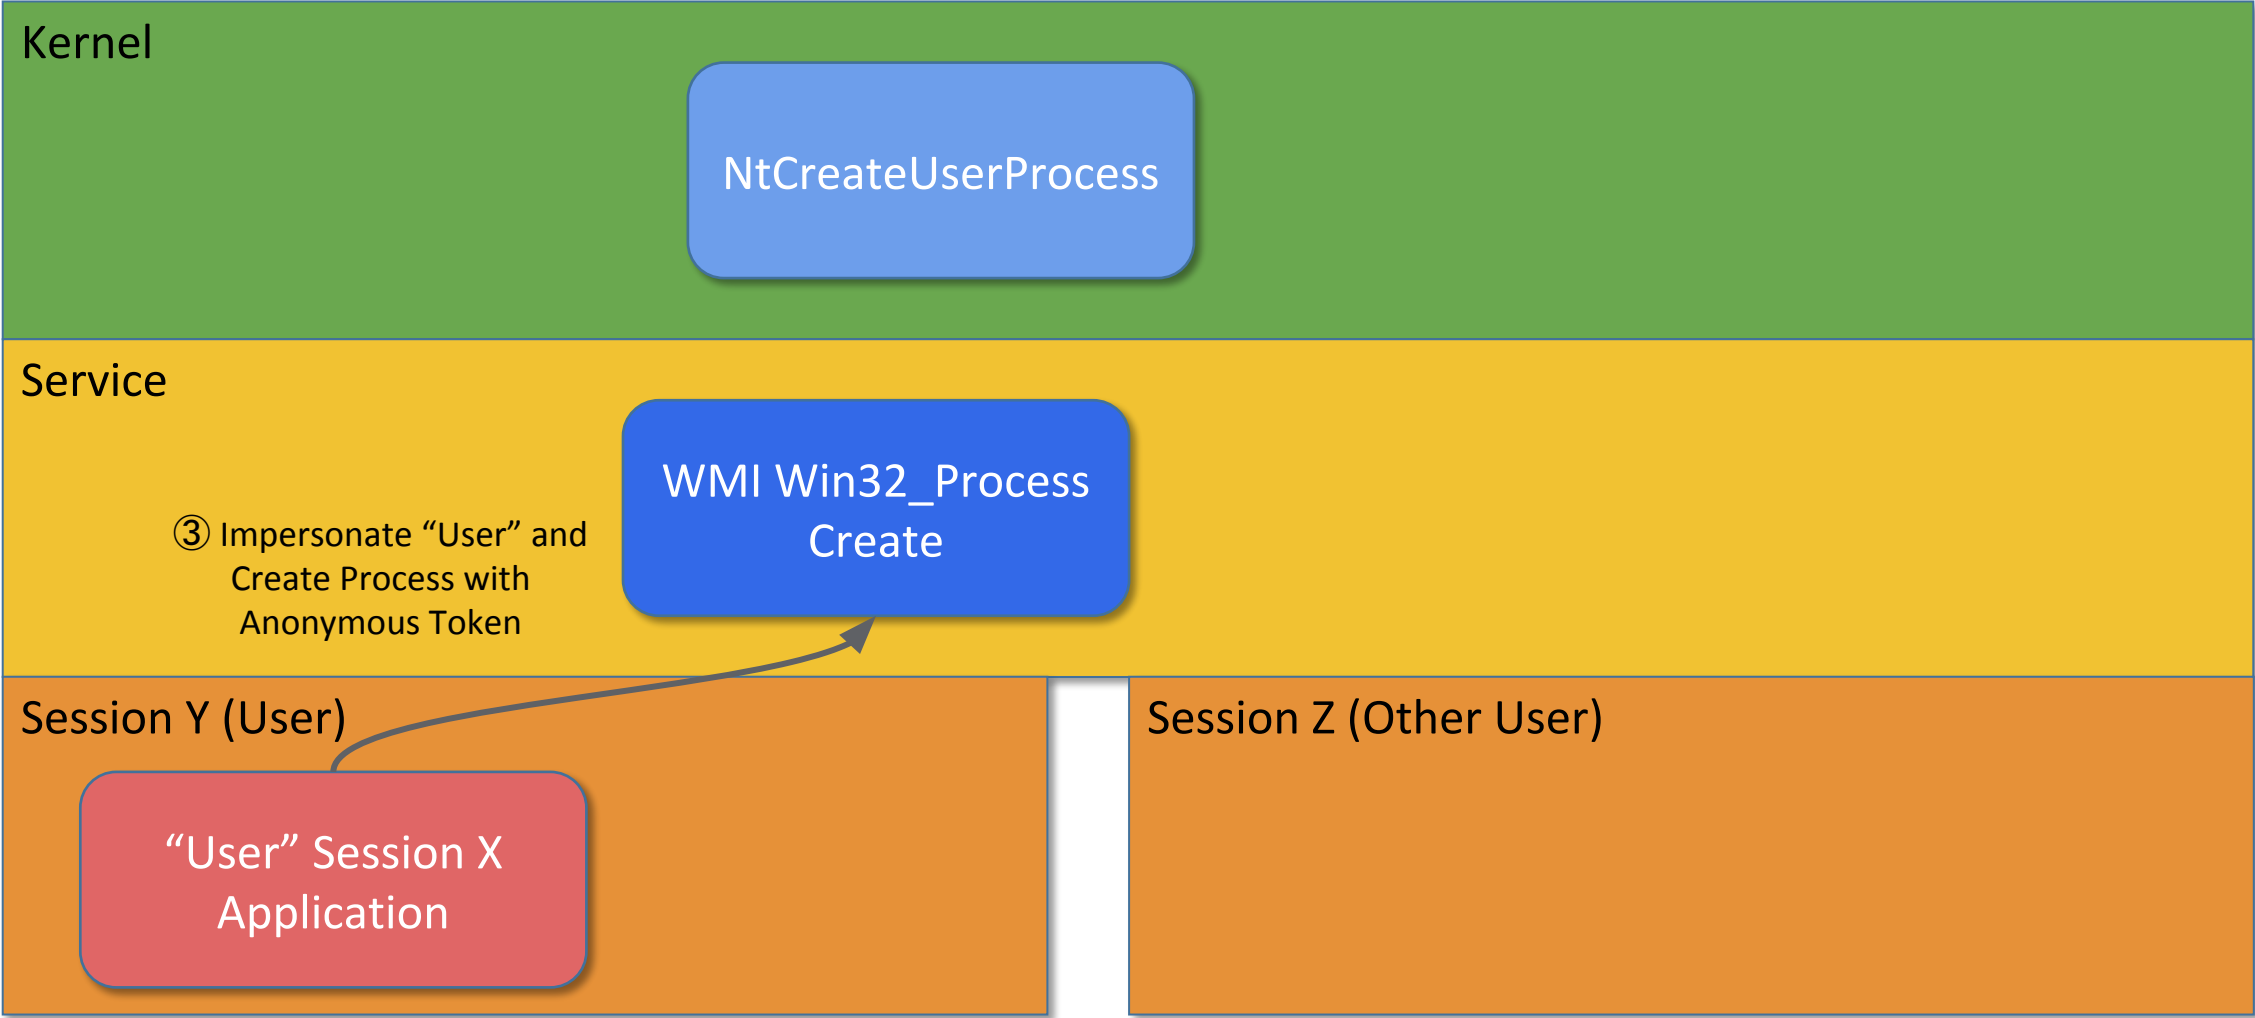 Kernel
NtCreateUserProcess
Service
WMI Win32_Process
Create
③ Impersonate “User” and
Create Process with
Anonymous Token
Session Y (User)
“User” Session X
Application
Session Z (Other User)